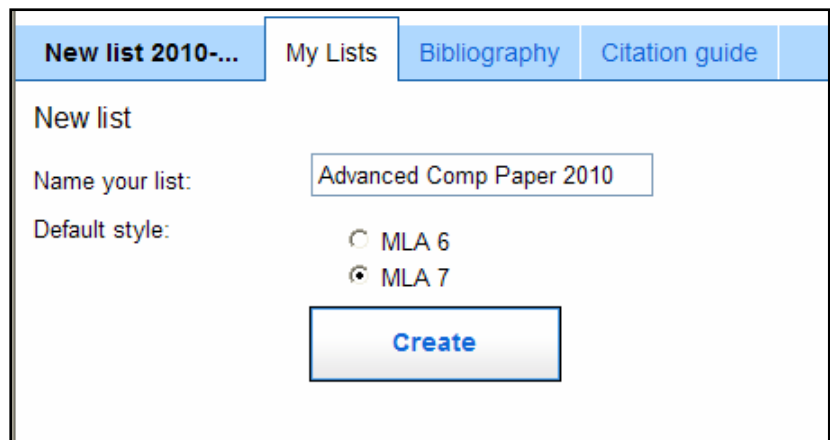 New list 2010-... My Lists Bibliography Citation guide
New list
Name your list: Advanced Comp Paper 2010
Default style:
MLA 6
MLA 7
Create